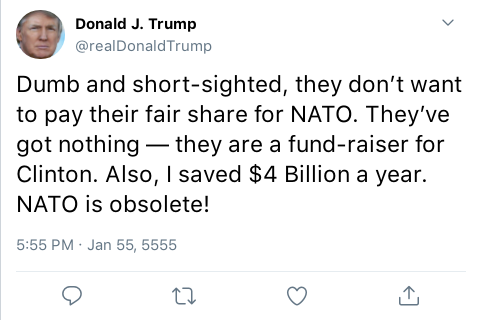 Donald J. Trump
@realDonaldTrump
Dumb and short-sighted, they don’t want
to pay their fair share for NATO. They’ve
got nothing — they are a fund-raiser for
Clinton. Also, I saved $4 Billion a year.
NATO is obsolete!
5:55 PM · Jan 55, 5555